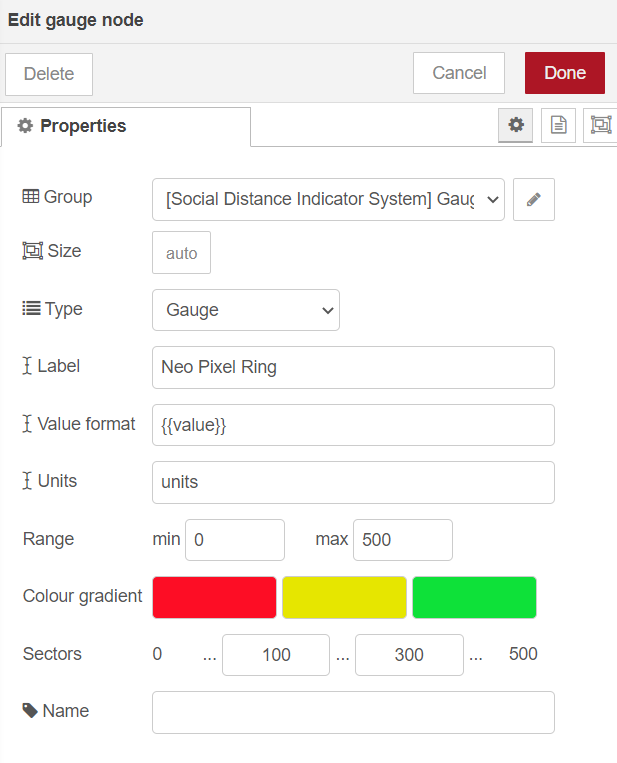 Edit gauge node
Delete Cancel Done
Properties
Group [Social Distance Indicator System] Gaug
Size auto
Type Gauge
Label Neo Pixel Ring
Value format {{value}}
Units units
Range min 0 max 500
Colour gradient
Sectors 0 ... 100 ... 300 ... 500
Name